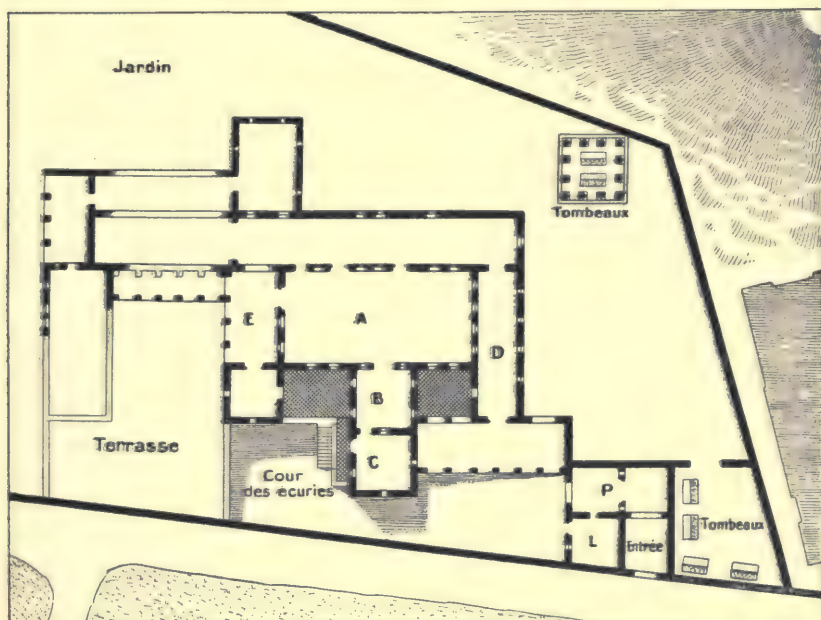 Jardin
Tombeaux
E
A
D
B
Terrasse
C
Cour
des écuries
P
Tombeaux
L
Entrée